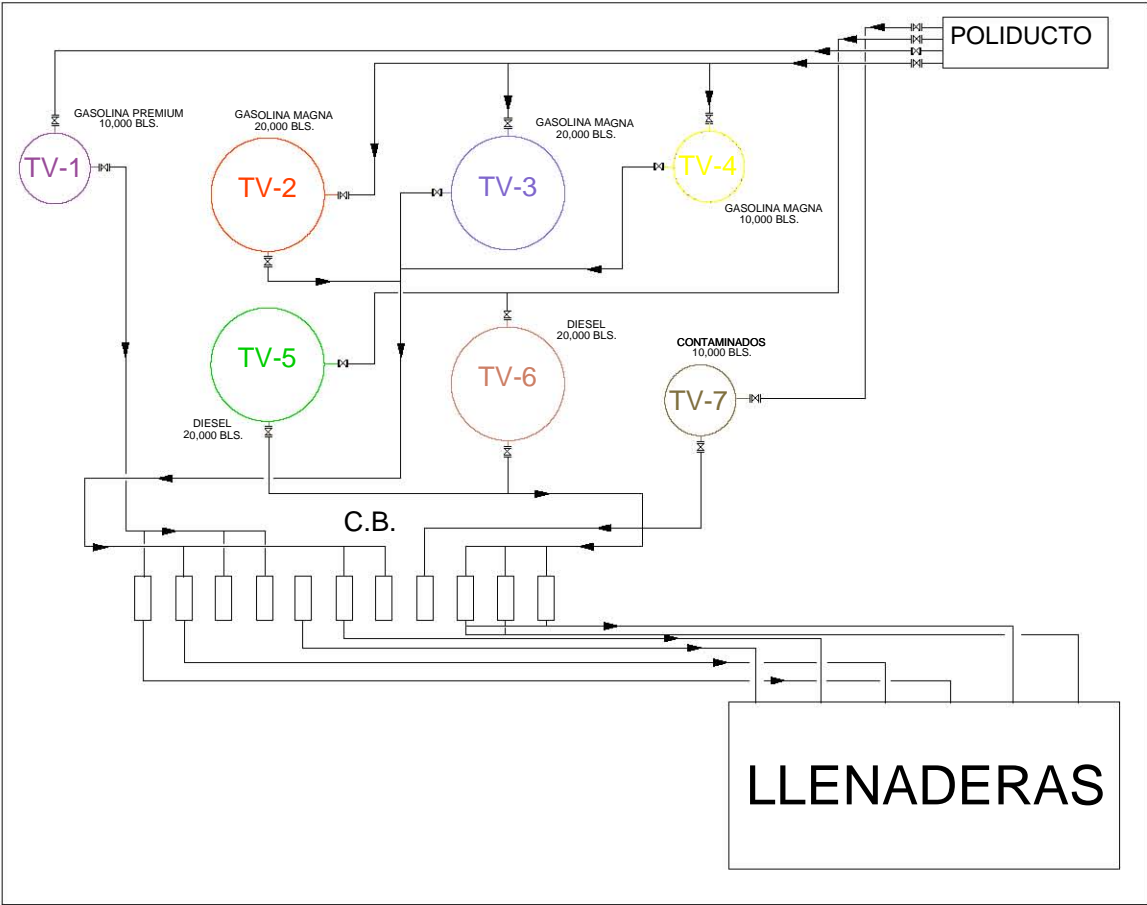 POLIDUCTO
GASOLINA PREMIUM
10,000 BLS.
TV-1
GASOLINA MAGNA
20,000 BLS.
TV-2
GASOLINA MAGNA
20,000 BLS.
TV-3
TV-4
GASOLINA MAGNA
10,000 BLS.
TV-5
DIESEL
20,000 BLS.
DIESEL
20,000 BLS.
TV-6
CONTAMINADOS
10,000 BLS.
TV-7
C.B.
LLENADERAS